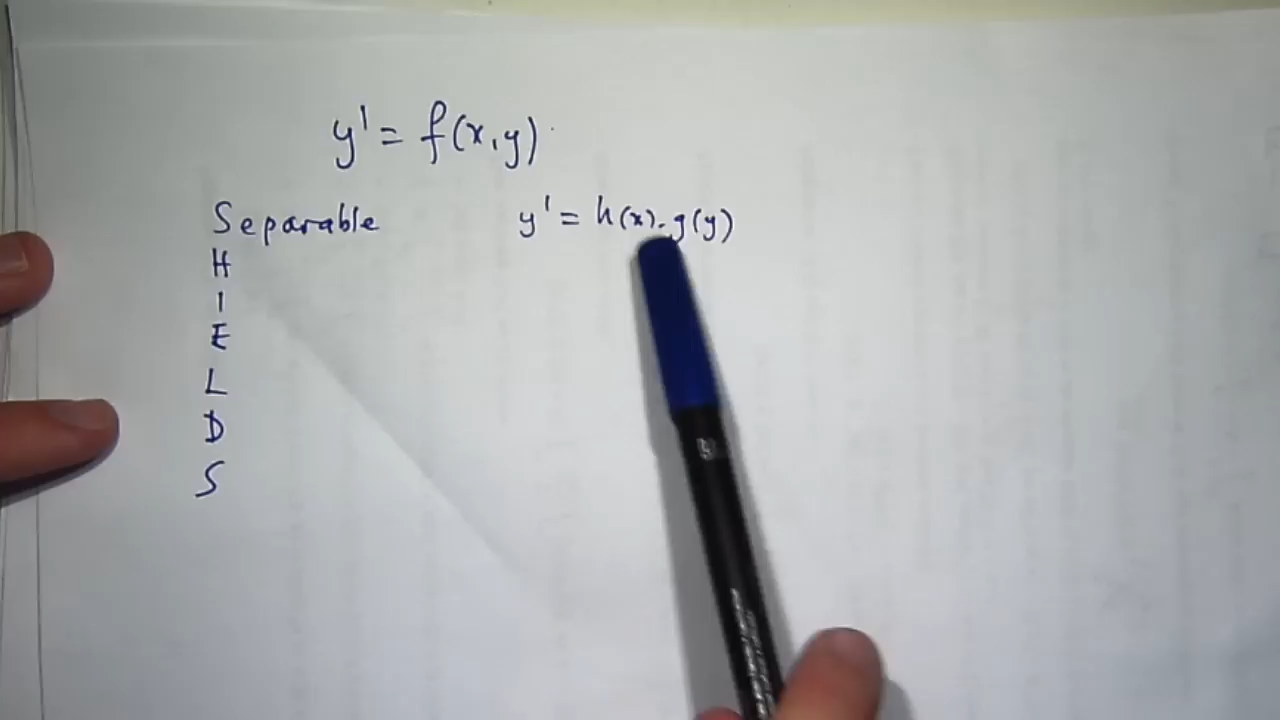 y' = f(x,y)
Separable y' = h(x).g(y)
H
I
E
L
D
S